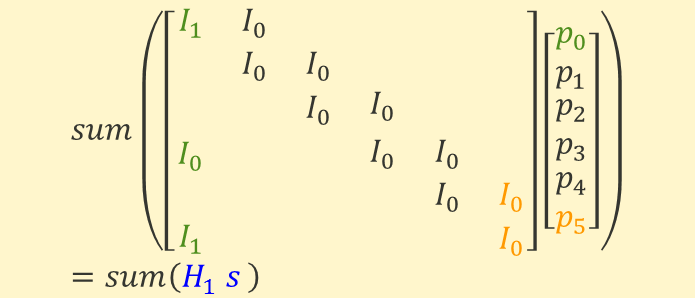 sum
I₁ I₀
I₀ I₀
I₀ I₀
I₀ I₀ I₀
I₀ I₀
I₁ I₀
p₀
p₁
p₂
p₃
p₄
p₅
= sum(H₁ s)